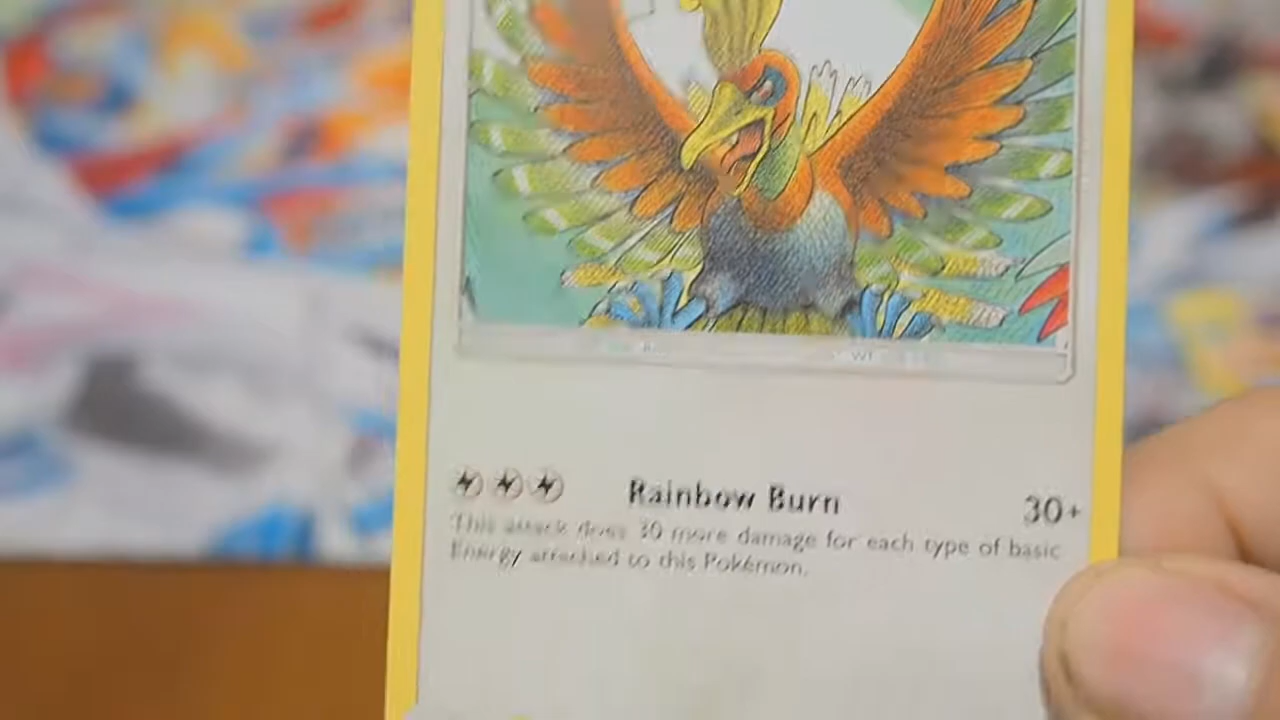 Rainbow Burn 30+
This attack does 30 more damage for each type of basic
Energy attached to this Pokémon.